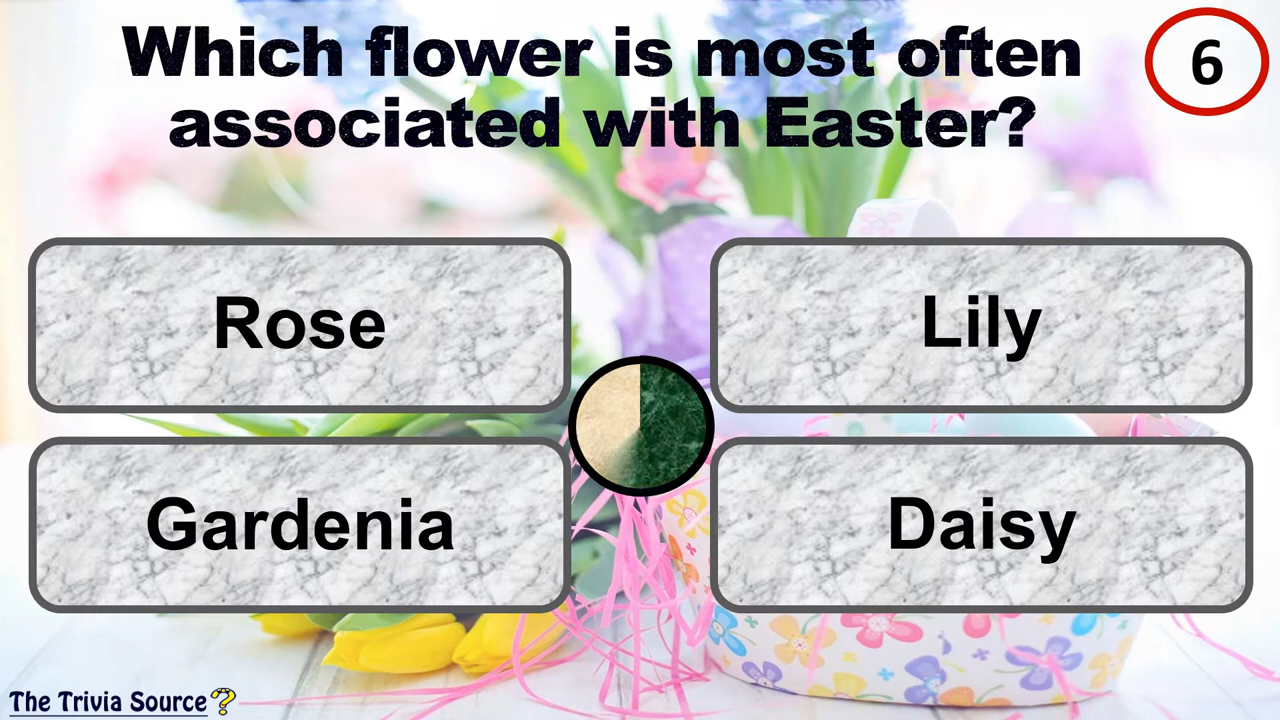 Which flower is most often
associated with Easter?
6
Rose
Lily
Gardenia
Daisy
The Trivia Source?